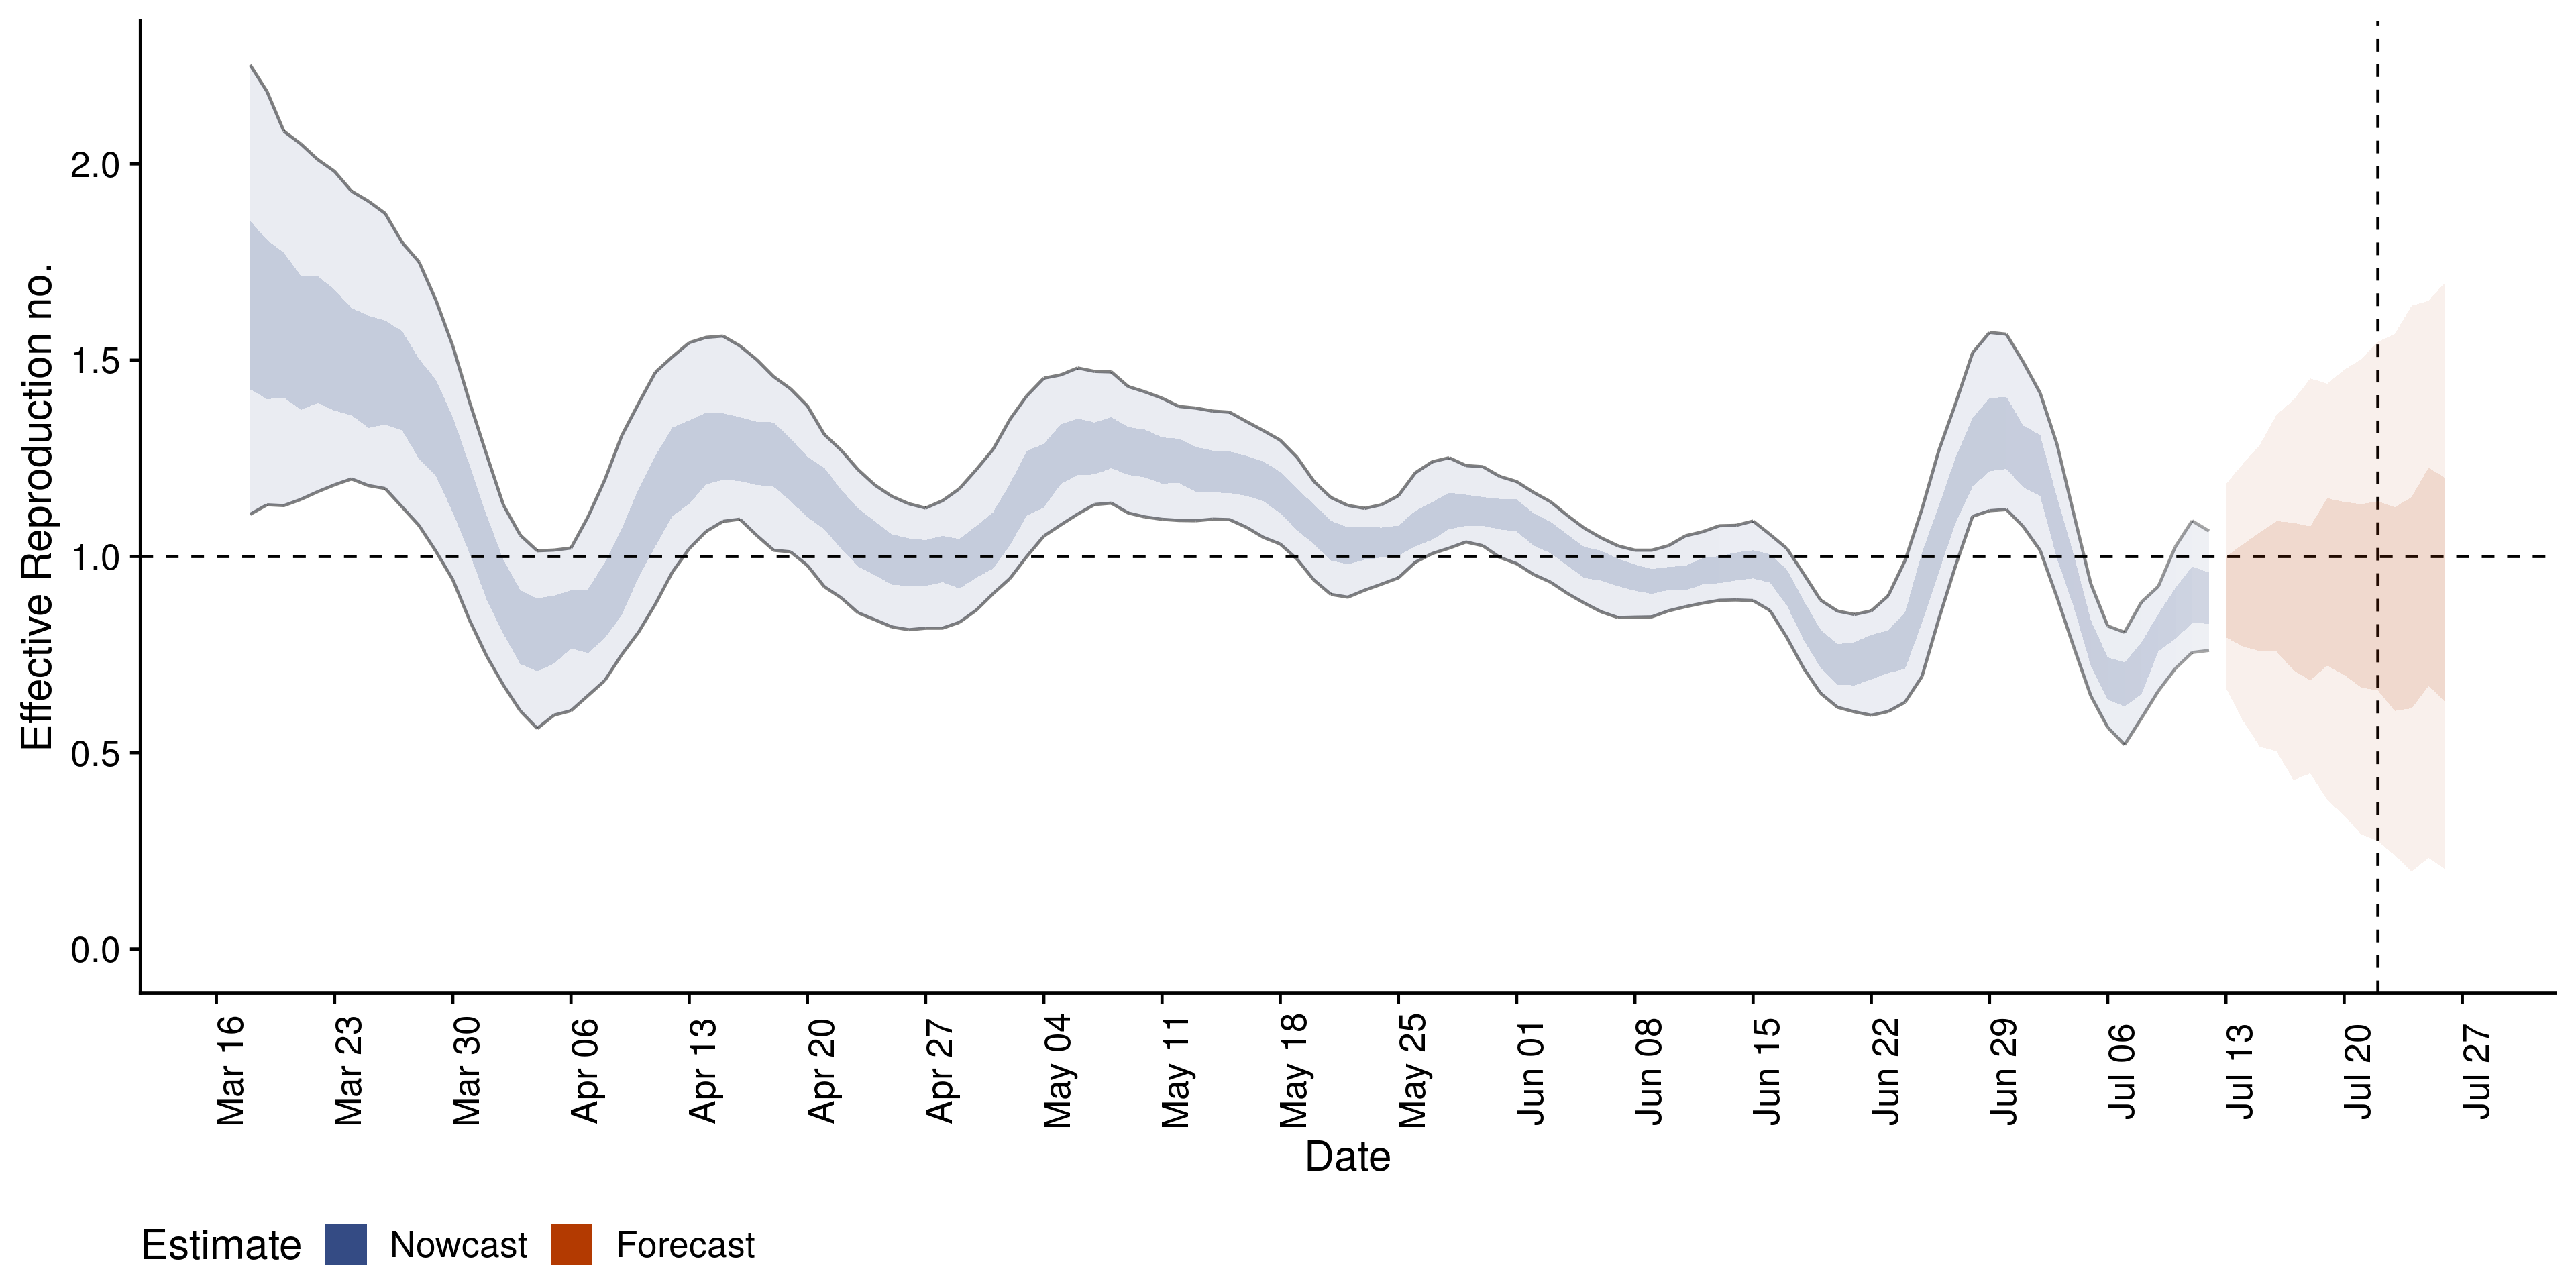 Effective Reproduction no.
2.0
1.5
1.0
0.5
0.0
Mar 16
Mar 23
Mar 30
Apr 06
Apr 13
Apr 20
Apr 27
May 04
May 11
May 18
May 25
Jun 01
Jun 08
Jun 15
Jun 22
Jun 29
Jul 06
Jul 13
Jul 20
Jul 27
Date
Estimate Nowcast Forecast